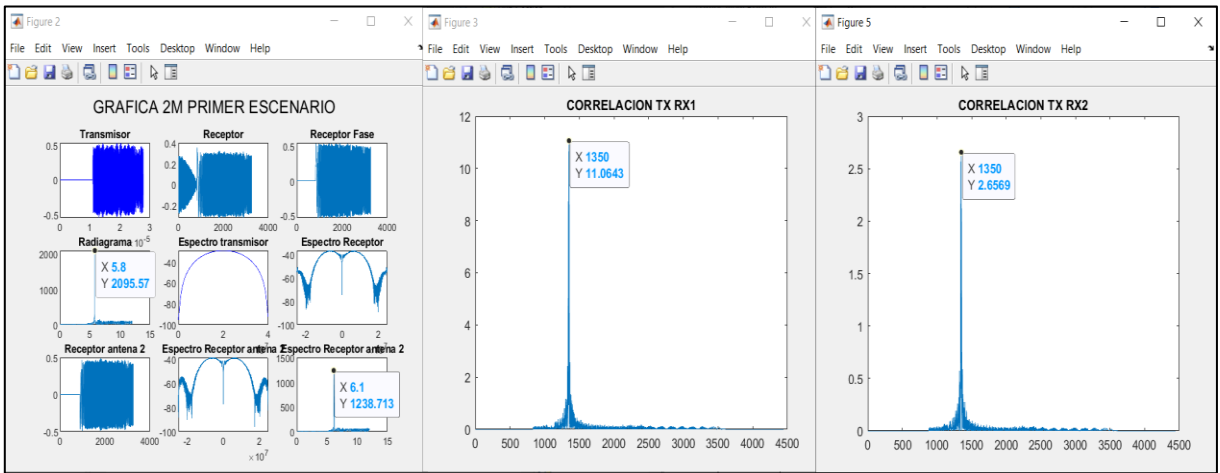 Figure 2
File Edit View Insert Tools Desktop Window Help
GRAFICA 2M PRIMER ESCENARIO
Transmisor
0.5
0
-0.5
0 1 2 3
10-5
Receptor
0.4
0.2
0
-0.2
0 2000 4000
Receptor Fase
0.5
0
-0.5
0 2000 4000
Radiagrama
2000
1000
0
0 5 10 15
X 5.8
Y 2095.57
Espectro transmisor
-40
-60
-80
-100
0 2 4
Espectro Receptor
-40
-60
-80
-100
-2 0 2
Receptor antena 2
0.5
0
-0.5
0 2000 4000
Espectro Receptor antena 2
-40
-60
-80
-2 0 2
×107
Espectro Receptor antena 2
1500
1000
500
0
0 5 10 15
X 6.1
Y 1238.713
Figure 3
File Edit View Insert Tools Desktop Window Help
CORRELACION TX RX1
12
10
8
6
4
2
0
0 500 1000 1500 2000 2500 3000 3500 4000 4500
X 1350
Y 11.0643
Figure 5
File Edit View Insert Tools Desktop Window Help
CORRELACION TX RX2
3
2.5
2
1.5
1
0.5
0
0 500 1000 1500 2000 2500 3000 3500 4000 4500
X 1350
Y 2.6569